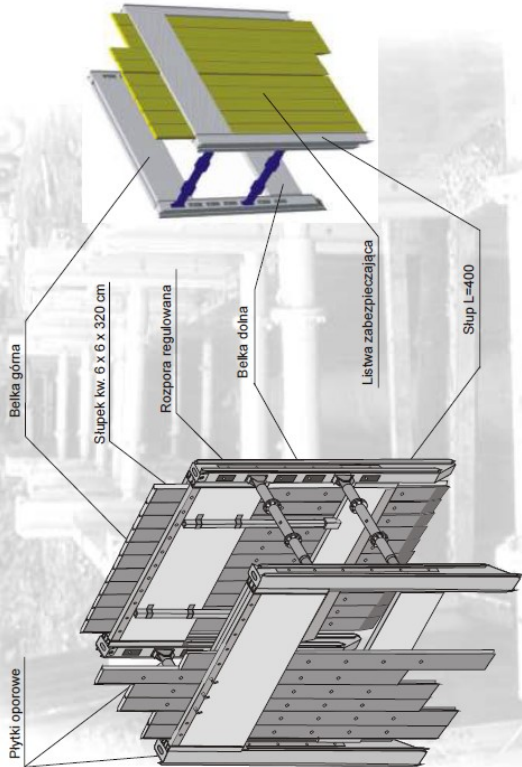 Płytki oporowe
Belka górna
Słupek kw. 6 x 6 x 320 cm
Rozpora regulowana
Belka dolna
Listwa zabezpieczająca
Słup L=400